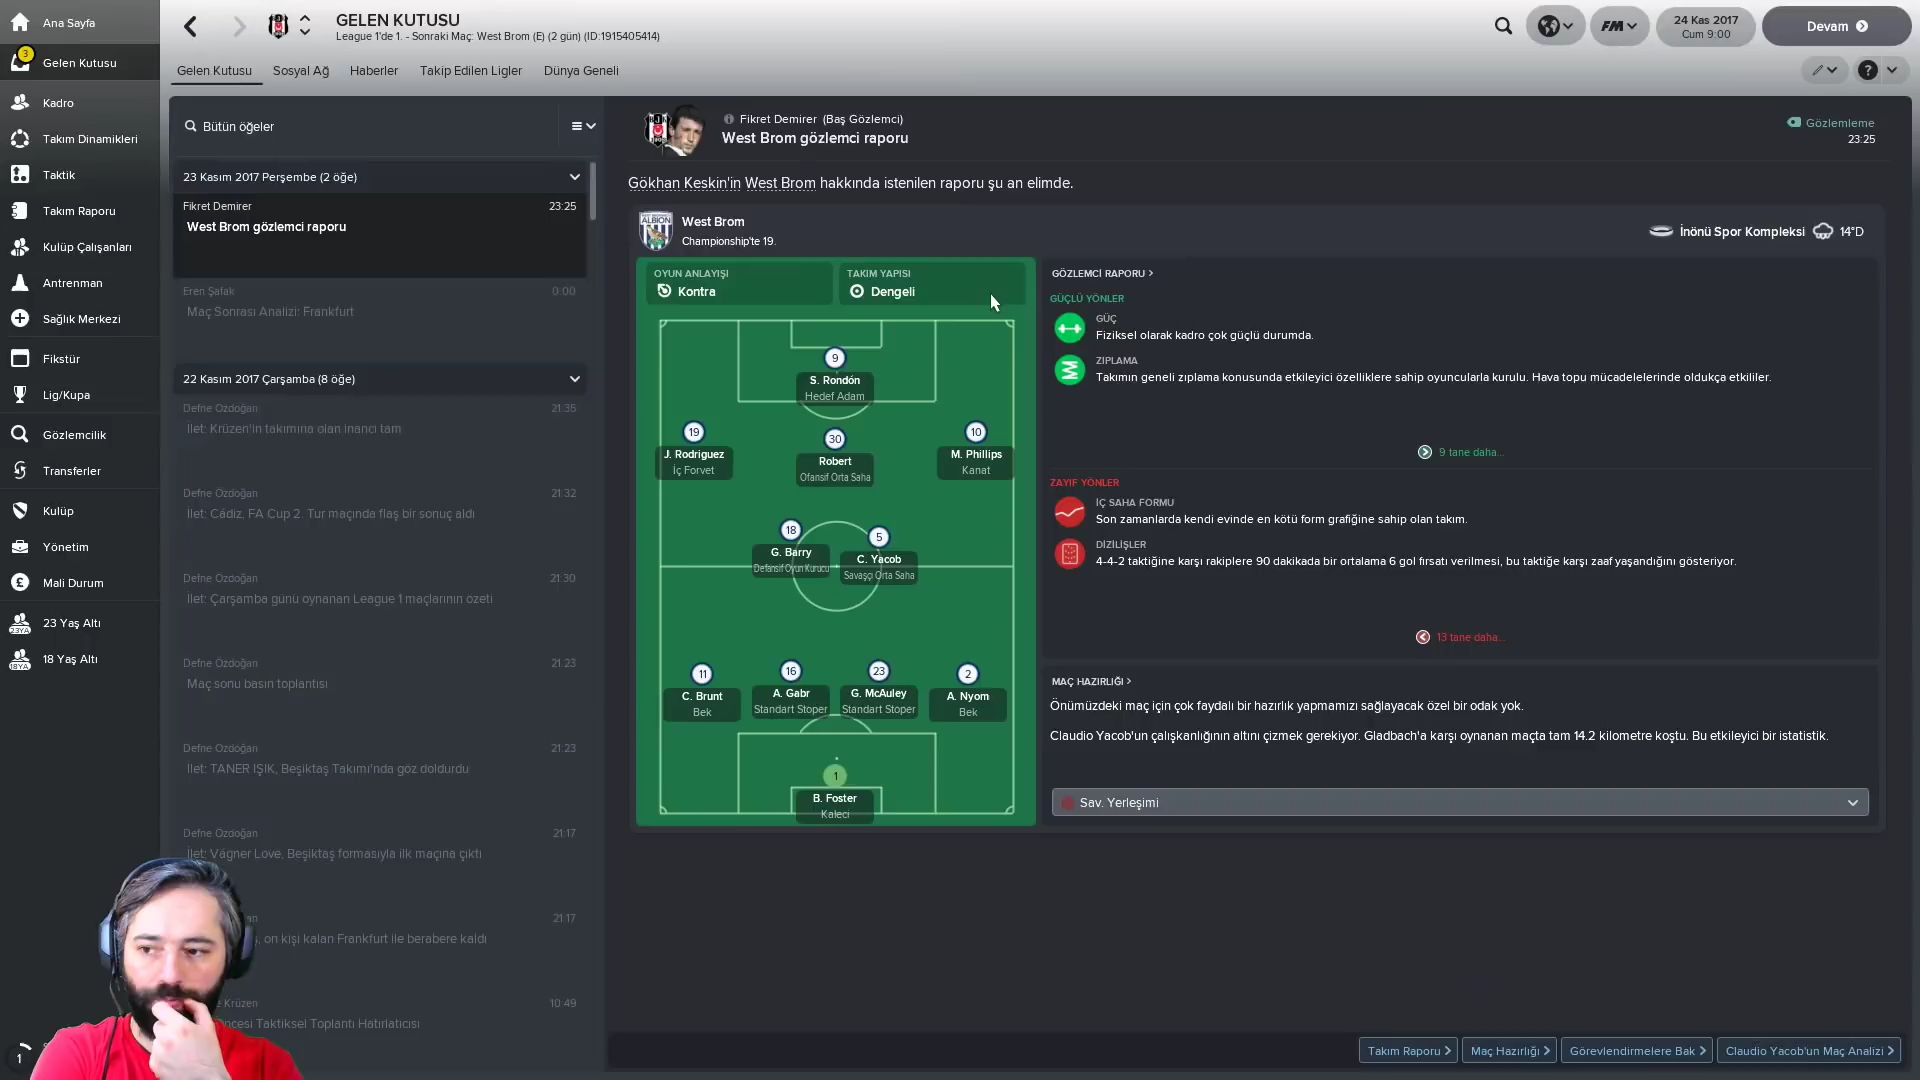 Ana Sayfa
3
Gelen Kutusu
Kadro
Takım Dinamikleri
Taktik
Takım Raporu
Kulüp Çalışanları
Antrenman
Sağlık Merkezi
Fikstür
Lig/Kupa
Gözlemcilik
Transferler
Kulüp
Yönetim
Mali Durum
23YA
23 Yaş Altı
18YA
18 Yaş Altı
1
GELEN KUTUSU
League 1'de 1. - Sonraki Maç: West Brom (E) (2 gün) (ID:1915405414)
FM
24 Kas 2017
Cum 9:00
Devam
Gelen Kutusu
Sosyal Ağ
Haberler
Takip Edilen Ligler
Dünya Geneli
?
Bütün öğeler
23 Kasım 2017 Perşembe (2 öğe)
Fikret Demirer 23:25
West Brom gözlemci raporu
Eren Şafak 0:00
Maç Sonrası Analizi: Frankfurt
22 Kasım 2017 Çarşamba (8 öğe)
Defne Özdoğan 21:35
İlet: Krüzen'in takımına olan inancı tam
Defne Özdoğan 21:32
İlet: Cádiz, FA Cup 2. Tur maçında flaş bir sonuç aldı
Defne Özdoğan 21:30
İlet: Çarşamba günü oynanan League 1 maçlarının özeti
Defne Özdoğan 21:23
Maç sonu basın toplantısı
Defne Özdoğan 21:23
İlet: TANER IŞIK, Beşiktaş Takımı'nda göz doldurdu
Defne Özdoğan 21:17
İlet: Vágner Love, Beşiktaş formasıyla ilk maçına çıktı
an 21:17
on kişi kalan Frankfurt ile berabere kaldı
Krüzen 10:49
ncesi Taktiksel Toplantı Hatırlatıcısı
Fikret Demirer (Baş Gözlemci)
West Brom gözlemci raporu
Gözlemleme
23:25
Gökhan Keskin'in West Brom hakkında istenilen raporu şu an elimde.
ALBION
West Brom
Championship'te 19.
İnönü Spor Kompleksi
14°D
OYUN ANLAYIŞI
Kontra
TAKIM YAPISI
Dengeli
9
S. Rondón
Hedef Adam
19
J. Rodriguez
İç Forvet
30
Robert
Ofansif Orta Saha
10
M. Phillips
Kanat
18
G. Barry
Defansif Oyun Kurucu
5
C. Yacob
Savaşçı Orta Saha
11
C. Brunt
Bek
16
A. Gabr
Standart Stoper
23
G. McAuley
Standart Stoper
2
A. Nyom
Bek
1
B. Foster
Kaleci
GÖZLEMCİ RAPORU
GÜÇLÜ YÖNLER
GÜÇ
Fiziksel olarak kadro çok güçlü durumda.
ZIPLAMA
Takımın geneli zıplama konusunda etkileyici özelliklere sahip oyuncularla kurulu. Hava topu mücadelelerinde oldukça etkililer.
9 tane daha...
ZAYIF YÖNLER
İÇ SAHA FORMU
Son zamanlarda kendi evinde en kötü form grafiğine sahip olan takım.
DİZİLİŞLER
4-4-2 taktiğine karşı rakiplere 90 dakikada bir ortalama 6 gol fırsatı verilmesi, bu taktiğe karşı zaaf yaşandığını gösteriyor.
13 tane daha...
MAÇ HAZIRLIĞI
Önümüzdeki maç için çok faydalı bir hazırlık yapmamızı sağlayacak özel bir odak yok.
Claudio Yacob'un çalışkanlığının altını çizmek gerekiyor. Gladbach'a karşı oynanan maçta tam 14.2 kilometre koştu. Bu etkileyici bir istatistik.
Sav. Yerleşimi
Takım Raporu
Maç Hazırlığı
Görevlendirmelere Bak
Claudio Yacob'un Maç Analizi